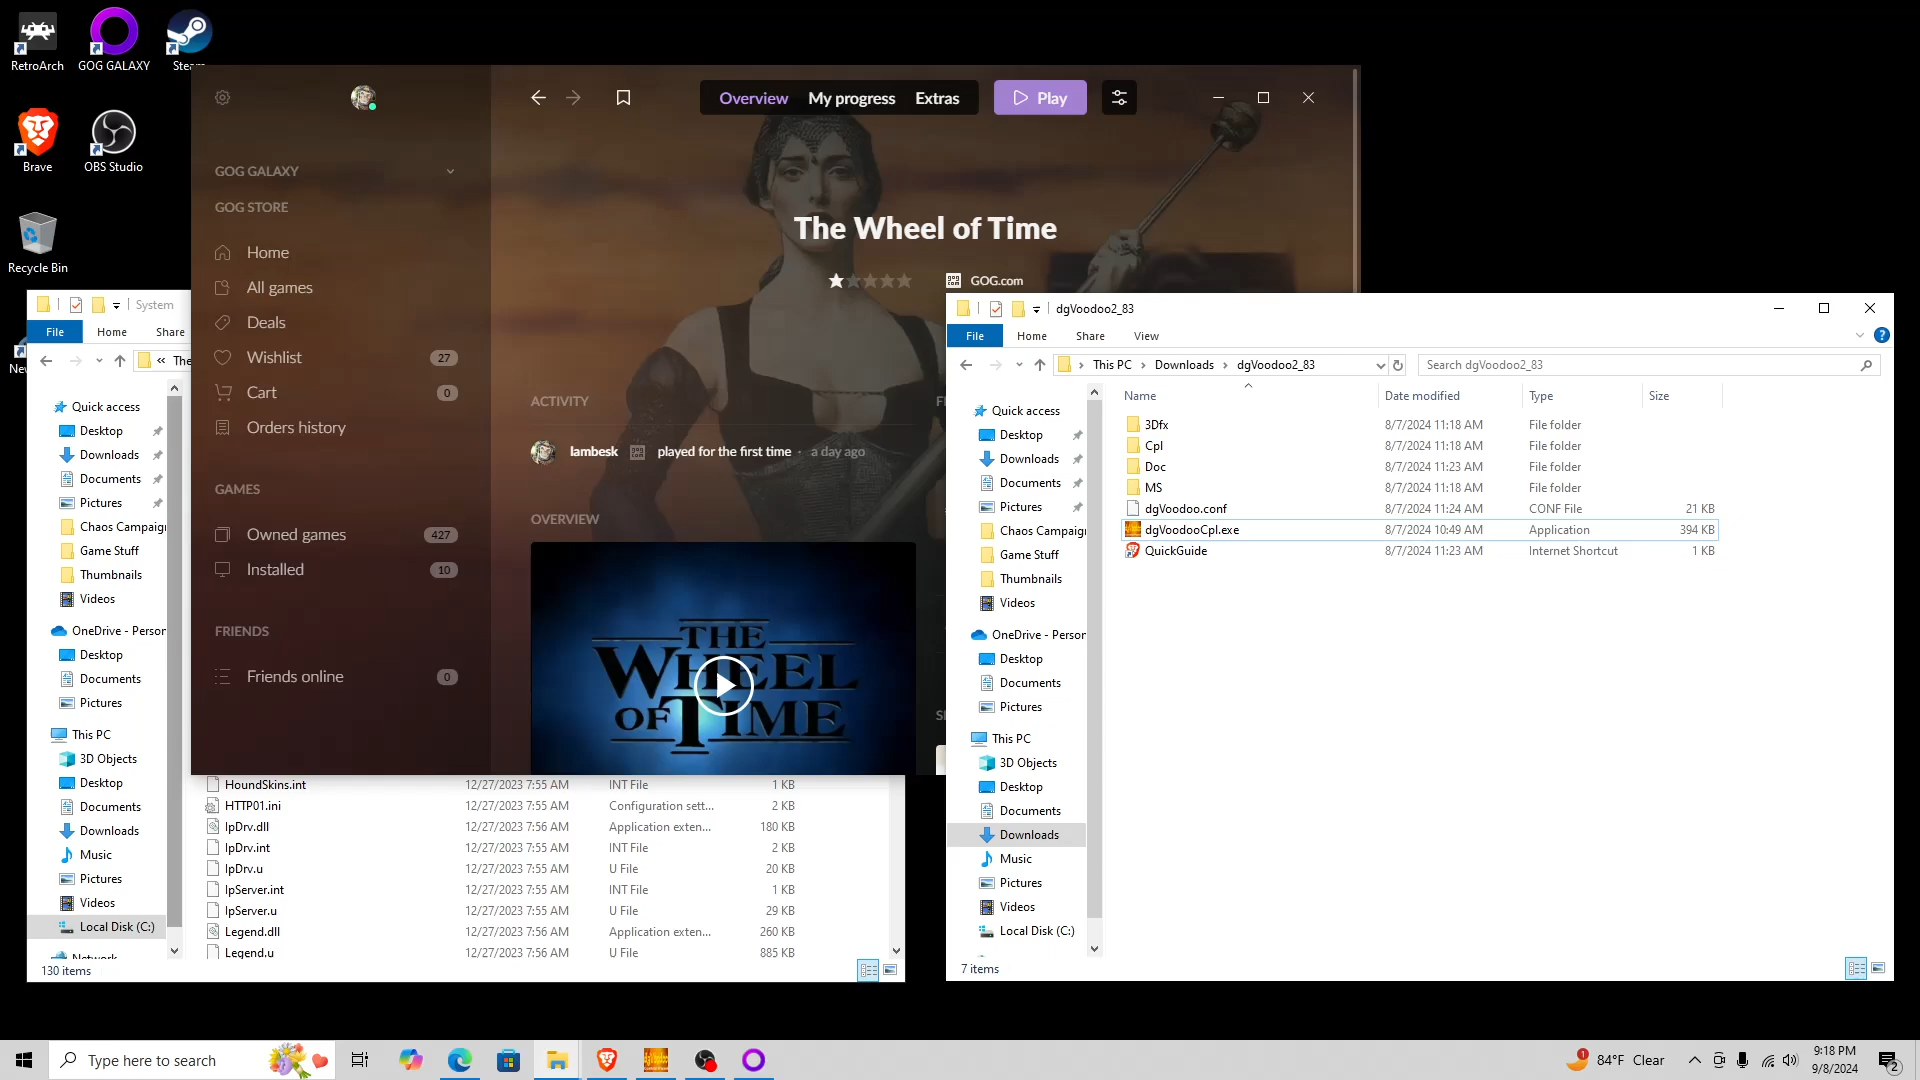 RetroArch
GOG GALAXY
Steam
Brave
OBS Studio
Recycle Bin
Overview
My progress
Extras
Play
GOG GALAXY
GOG STORE
Home
All games
Deals
Wishlist
27
Cart
0
Orders history
GAMES
Owned games
427
Installed
10
FRIENDS
Friends online
0
The Wheel of Time
GOG.com
ACTIVITY
lambesk
played for the first time
· a day ago
OVERVIEW
THE
WHEEL
OF TIME
System
File
Home
Share
« The
Quick access
Desktop
Downloads
Documents
Pictures
Chaos Campaign
Game Stuff
Thumbnails
Videos
OneDrive - Person
Desktop
Documents
Pictures
This PC
3D Objects
Desktop
Documents
Downloads
Music
Pictures
Videos
Local Disk (C:)
Network
130 items
HoundSkins.int 12/27/2023 7:55 AM INT File 1 KB
HTTP01.ini 12/27/2023 7:55 AM Configuration sett... 2 KB
IpDrv.dll 12/27/2023 7:56 AM Application exten... 180 KB
IpDrv.int 12/27/2023 7:55 AM INT File 2 KB
IpDrv.u 12/27/2023 7:55 AM U File 20 KB
IpServer.int 12/27/2023 7:55 AM INT File 1 KB
IpServer.u 12/27/2023 7:55 AM U File 29 KB
Legend.dll 12/27/2023 7:56 AM Application exten... 260 KB
Legend.u 12/27/2023 7:55 AM U File 885 KB
dgVoodoo2_83
File
Home
Share
View
This PC > Downloads > dgVoodoo2_83
Search dgVoodoo2_83
Quick access
Desktop
Downloads
Documents
Pictures
Chaos Campaign
Game Stuff
Thumbnails
Videos
OneDrive - Person
Desktop
Documents
Pictures
This PC
3D Objects
Desktop
Documents
Downloads
Music
Pictures
Videos
Local Disk (C:)
7 items
Name Date modified Type Size
3Dfx 8/7/2024 11:18 AM File folder
Cpl 8/7/2024 11:18 AM File folder
Doc 8/7/2024 11:23 AM File folder
MS 8/7/2024 11:18 AM File folder
dgVoodoo.conf 8/7/2024 11:24 AM CONF File 21 KB
dgVoodooCpl.exe 8/7/2024 10:49 AM Application 394 KB
QuickGuide 8/7/2024 11:23 AM Internet Shortcut 1 KB
Type here to search
1
84°F Clear
9:18 PM
9/8/2024
2